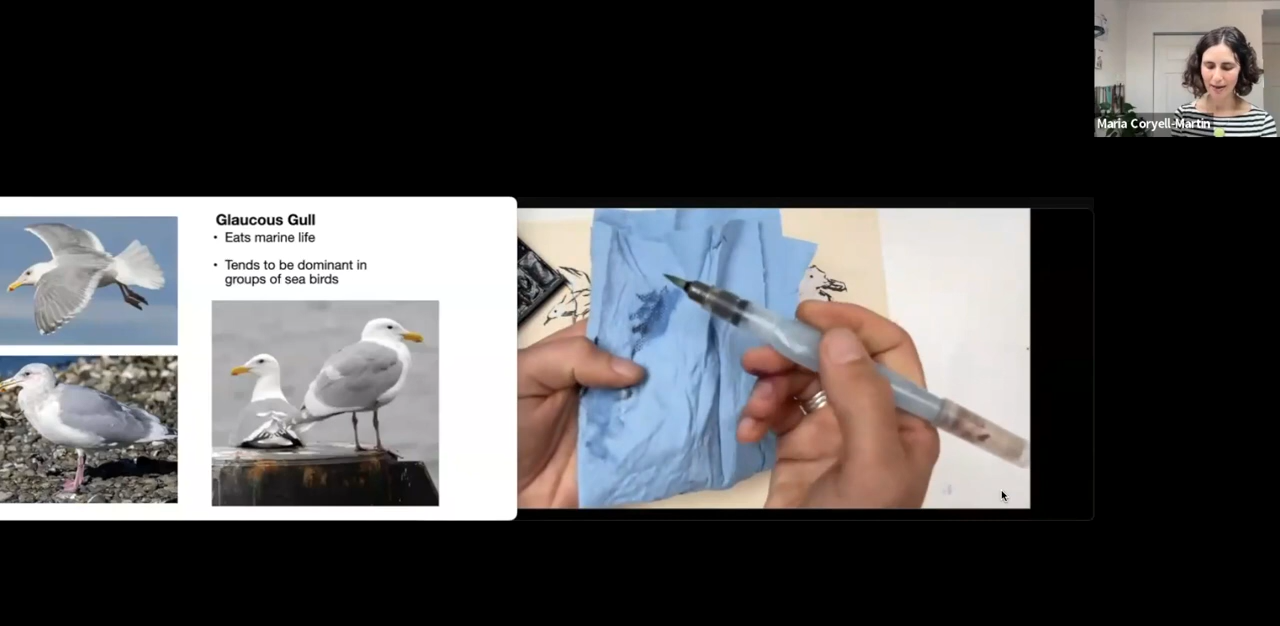 Maria Coryell-Martin
Glaucous Gull
• Eats marine life
• Tends to be dominant in
groups of sea birds